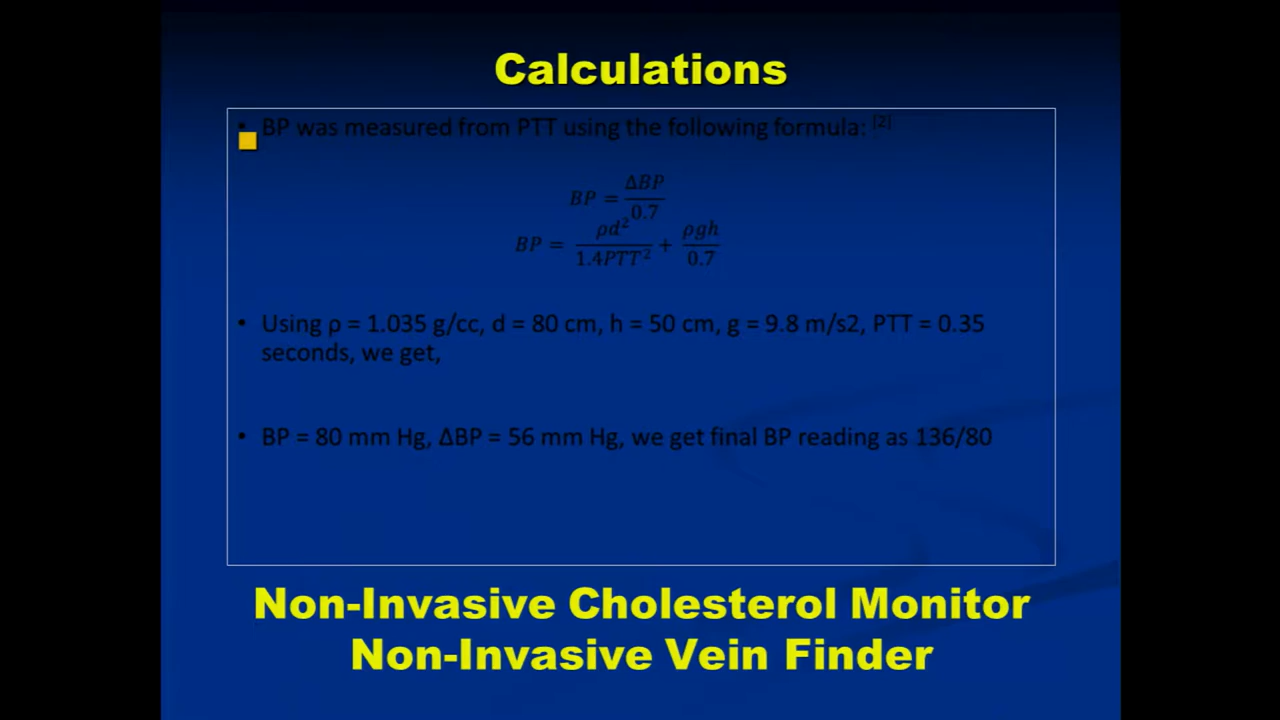 Calculations
• BP was measured from PTT using the following formula: [2]
BP = ΔBP / 0.7
BP = ρd² / 1.4PTT² + ρgh / 0.7
• Using ρ = 1.035 g/cc, d = 80 cm, h = 50 cm, g = 9.8 m/s2, PTT = 0.35
seconds, we get,
• BP = 80 mm Hg, ΔBP = 56 mm Hg, we get final BP reading as 136/80
Non-Invasive Cholesterol Monitor
Non-Invasive Vein Finder